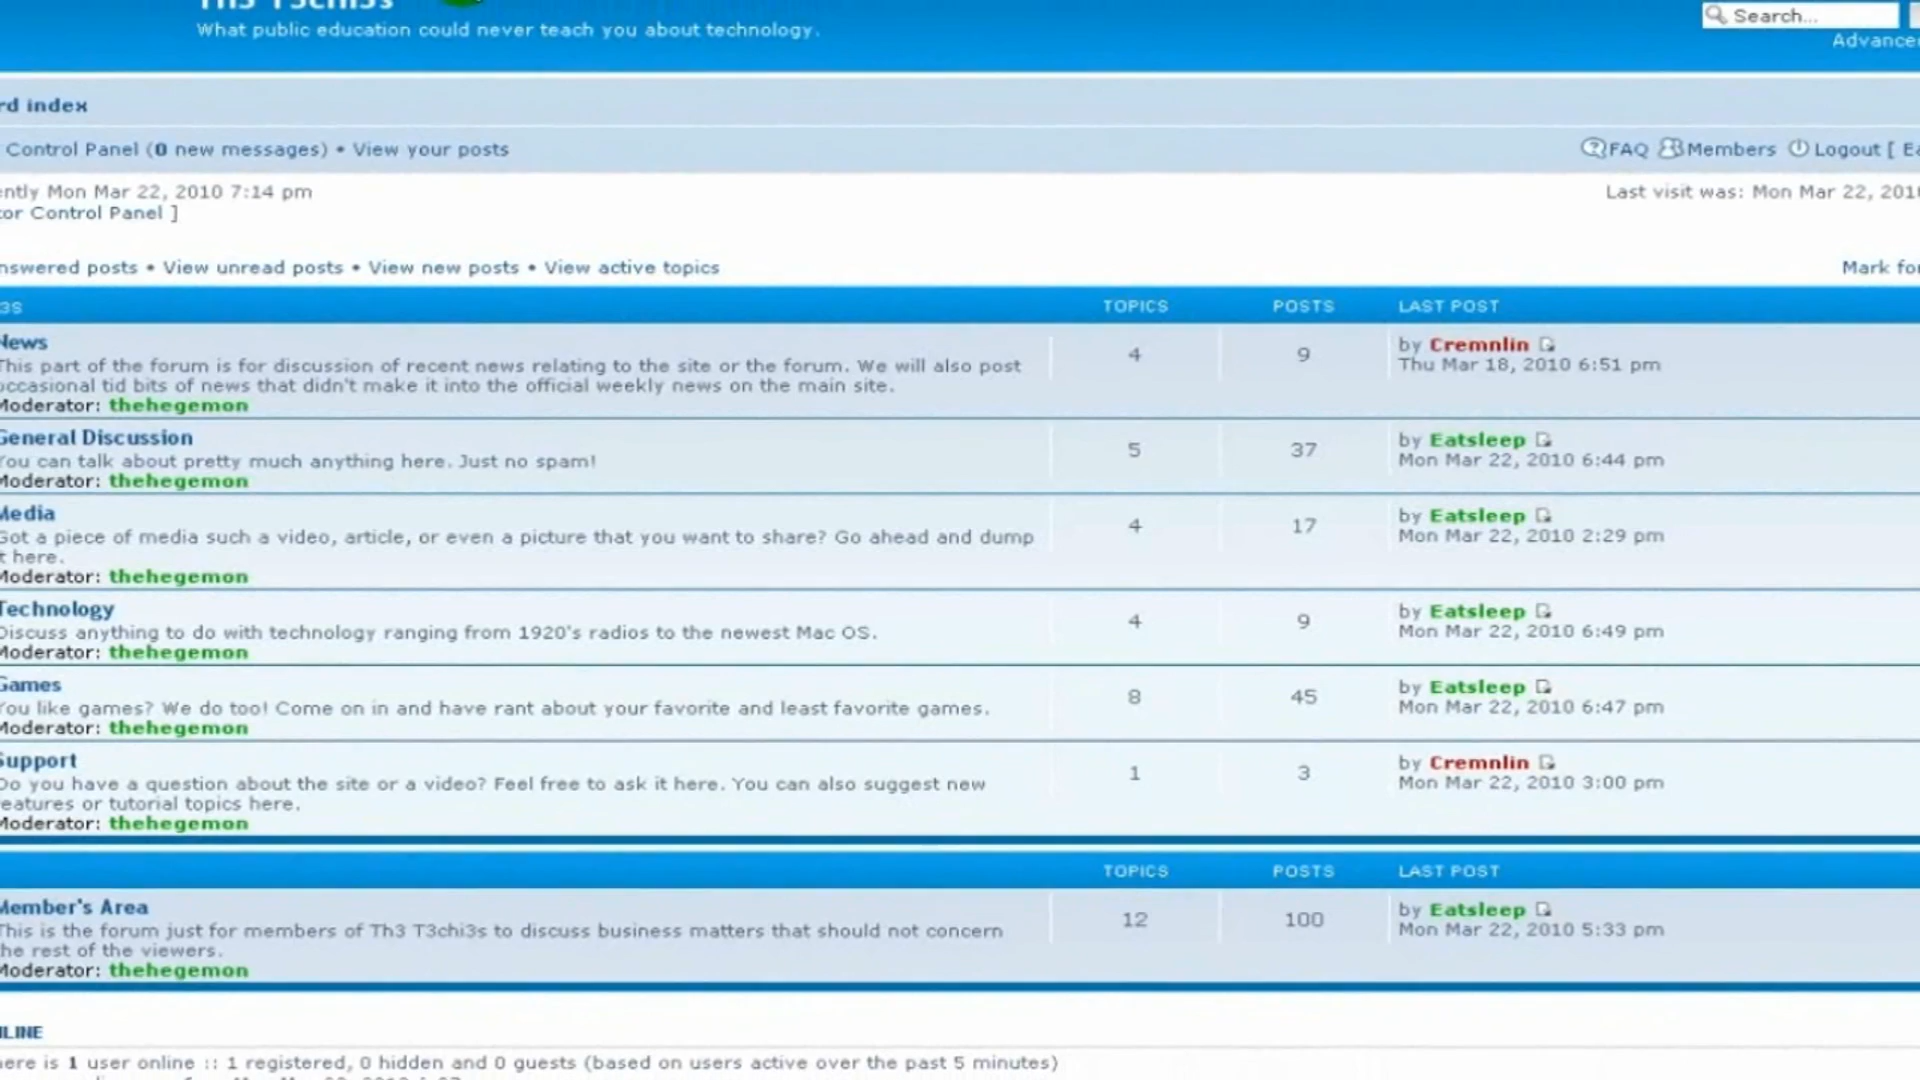 Th3 T3chi3s
What public education could never teach you about technology.
Search...
Advance
rd index
Control Panel (0 new messages) • View your posts
FAQ Members Logout [ Ea
ently Mon Mar 22, 2010 7:14 pm
Last visit was: Mon Mar 22, 201
tor Control Panel ]
nswered posts • View unread posts • View new posts • View active topics
Mark for
3S TOPICS POSTS LAST POST
News
This part of the forum is for discussion of recent news relating to the site or the forum. We will also post
occasional tid bits of news that didn't make it into the official weekly news on the main site.
Moderator: thehegemon
4 9
by Cremnlin
Thu Mar 18, 2010 6:51 pm
General Discussion
You can talk about pretty much anything here. Just no spam!
Moderator: thehegemon
5 37
by Eatsleep
Mon Mar 22, 2010 6:44 pm
Media
Got a piece of media such a video, article, or even a picture that you want to share? Go ahead and dump
t here.
Moderator: thehegemon
4 17
by Eatsleep
Mon Mar 22, 2010 2:29 pm
Technology
Discuss anything to do with technology ranging from 1920's radios to the newest Mac OS.
Moderator: thehegemon
4 9
by Eatsleep
Mon Mar 22, 2010 6:49 pm
Games
You like games? We do too! Come on in and have rant about your favorite and least favorite games.
Moderator: thehegemon
8 45
by Eatsleep
Mon Mar 22, 2010 6:47 pm
Support
Do you have a question about the site or a video? Feel free to ask it here. You can also suggest new
eatures or tutorial topics here.
Moderator: thehegemon
1 3
by Cremnlin
Mon Mar 22, 2010 3:00 pm
TOPICS POSTS LAST POST
Member's Area
This is the forum just for members of Th3 T3chi3s to discuss business matters that should not concern
he rest of the viewers.
Moderator: thehegemon
12 100
by Eatsleep
Mon Mar 22, 2010 5:33 pm
NLINE
here is 1 user online :: 1 registered, 0 hidden and 0 guests (based on users active over the past 5 minutes)